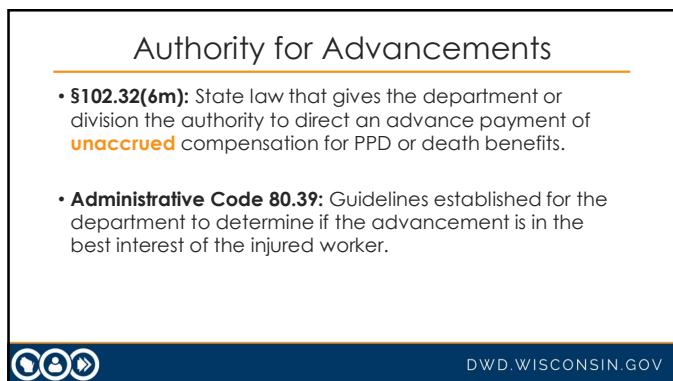 Authority for Advancements
• §102.32(6m): State law that gives the department or
division the authority to direct an advance payment of
unaccrued compensation for PPD or death benefits.
• Administrative Code 80.39: Guidelines established for the
department to determine if the advancement is in the
best interest of the injured worker.
DWD.WISCONSIN.GOV